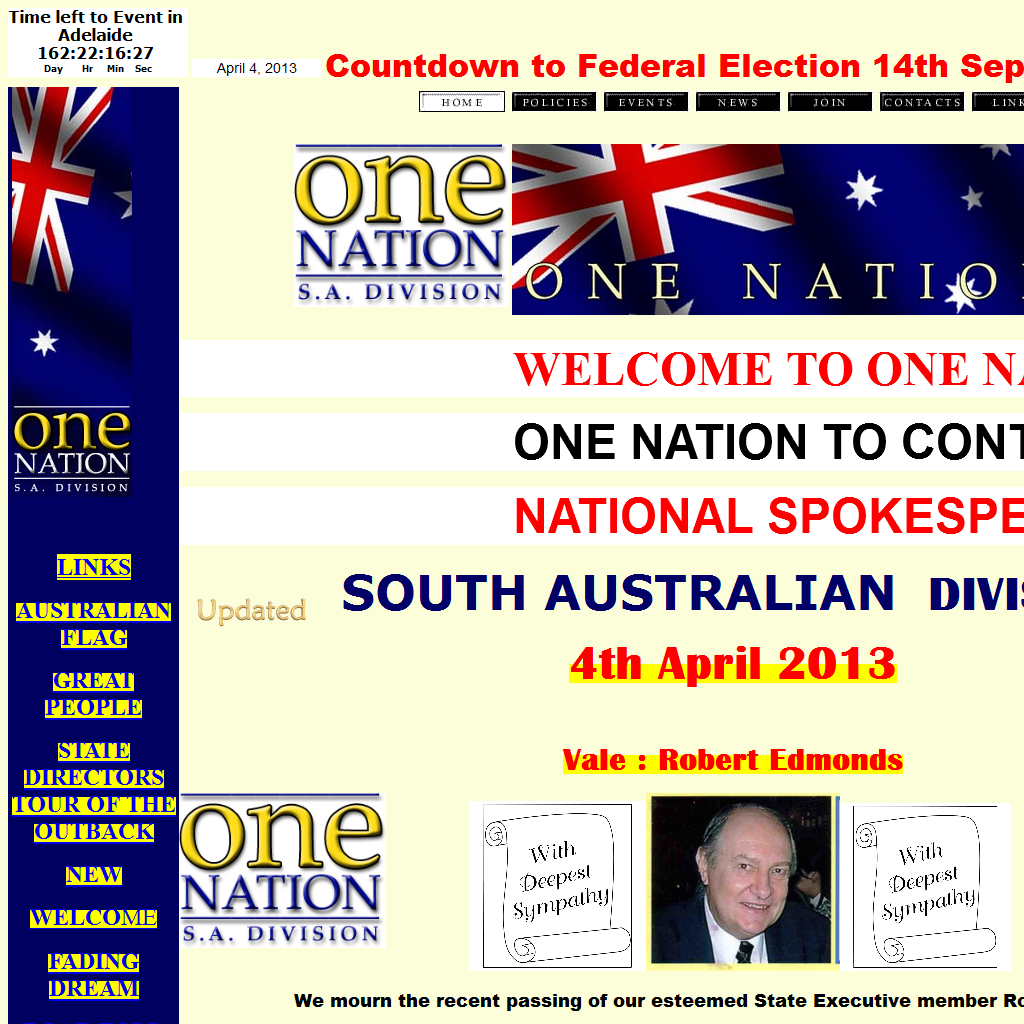 Time left to Event in
Adelaide
162:22:16:27
Day Hr Min Sec
April 4, 2013
Countdown to Federal Election 14th Sep
HOME POLICIES EVENTS NEWS JOIN CONTACTS LINK
one
NATION
S.A. DIVISION
ONE NATIO
WELCOME TO ONE NA
ONE NATION TO CONT
NATIONAL SPOKESPE
one
NATION
S.A. DIVISION
SOUTH AUSTRALIAN DIVIS
Updated
4th April 2013
LINKS
AUSTRALIAN
FLAG
GREAT
PEOPLE
STATE
DIRECTORS
TOUR OF THE
OUTBACK
NEW
WELCOME
FADING
DREAM
Vale : Robert Edmonds
one
NATION
S.A. DIVISION
With
Deepest
Sympathy
With
Deepest
Sympathy
We mourn the recent passing of our esteemed State Executive member Ro